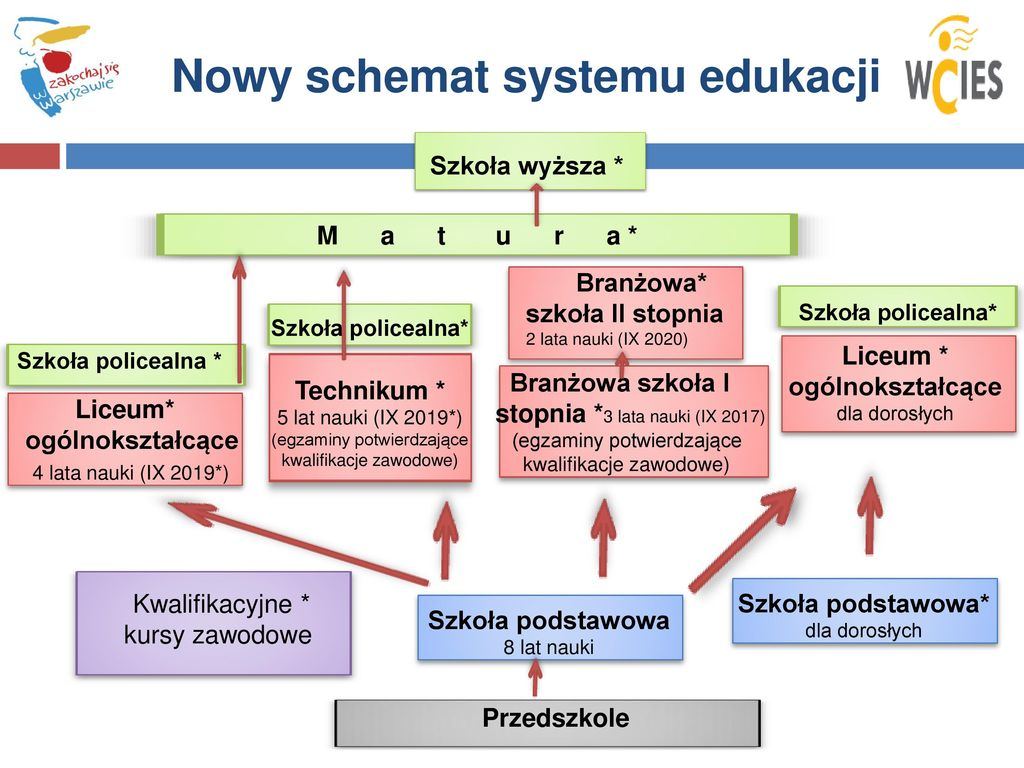 zakochaj się
w warszawie
Nowy schemat systemu edukacji
WCIES
Szkoła wyższa *
M a t u r a *
Branżowa*
szkoła II stopnia
2 lata nauki (IX 2020)
Szkoła policealna*
Szkoła policealna*
Szkoła policealna *
Liceum *
ogólnokształcące
dla dorosłych
Technikum *
5 lat nauki (IX 2019*)
(egzaminy potwierdzające
kwalifikacje zawodowe)
Branżowa szkoła I
stopnia *3 lata nauki (IX 2017)
(egzaminy potwierdzające
kwalifikacje zawodowe)
Liceum*
ogólnokształcące
4 lata nauki (IX 2019*)
Kwalifikacyjne *
kursy zawodowe
Szkoła podstawowa
8 lat nauki
Szkoła podstawowa*
dla dorosłych
Przedszkole